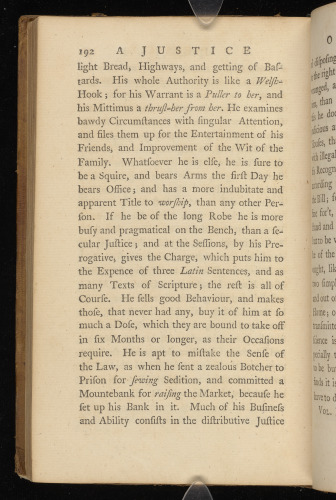 192 A JUSTICE
light Bread, Highways, and getting of Baſ-
tards. His whole Authority is like a Welſh-
Hook; for his Warrant is a Puller to her, and
his Mittimus a thruſt-her from her. He examines
bawdy Circumſtances with ſingular Attention,
and files them up for the Entertainment of his
Friends, and Improvement of the Wit of the
Family. Whatſoever he is elſe, he is ſure to
be a Squire, and bears Arms the firſt Day he
bears Office; and has a more indubitate and
apparent Title to worſhip, than any other Per-
ſon. If he be of the long Robe he is more
buſy and pragmatical on the Bench, than a ſe-
cular Juſtice; and at the Seſſions, by his Pre-
rogative, gives the Charge, which puts him to
the Expence of three Latin Sentences, and as
many Texts of Scripture; the reſt is all of
Courſe. He ſells good Behaviour, and makes
thoſe, that never had any, buy it of him at ſo
much a Doſe, which they are bound to take off
in ſix Months or longer, as their Occaſions
require. He is apt to miſtake the Senſe of
the Law, as when he ſent a zealous Botcher to
Priſon for ſewing Sedition, and committed a
Mountebank for raiſing the Market, becauſe he
ſet up his Bank in it. Much of his Buſineſs
and Ability conſiſts in the diſtributive Juſtice